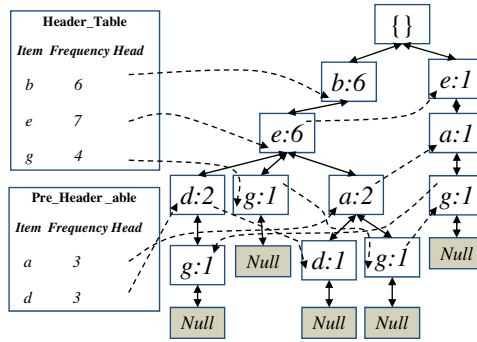 Header_Table
Item Frequency Head
b 6
e 7
g 4
Pre_Header _able
Item Frequency Head
a 3
d 3
{}
b:6
e:1
e:6
a:1
d:2
g:1
a:2
g:1
g:1
Null
d:1
g:1
Null
Null
Null
Null